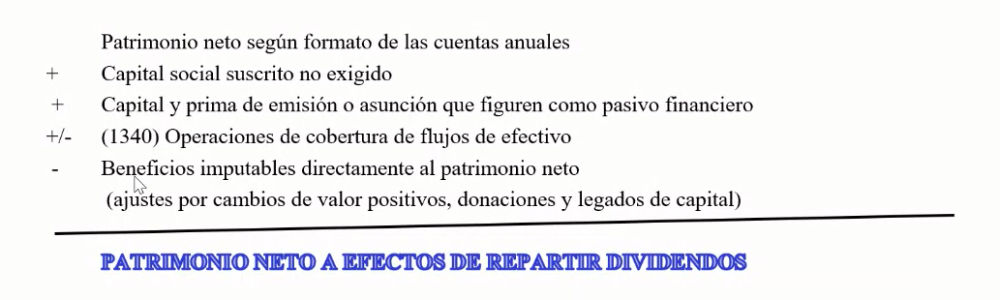 Patrimonio neto según formato de las cuentas anuales
+ Capital social suscrito no exigido
+ Capital y prima de emisión o asunción que figuren como pasivo financiero
+/- (1340) Operaciones de cobertura de flujos de efectivo
- Beneficios imputables directamente al patrimonio neto
(ajustes por cambios de valor positivos, donaciones y legados de capital)
PATRIMONIO NETO A EFECTOS DE REPARTIR DIVIDENDOS